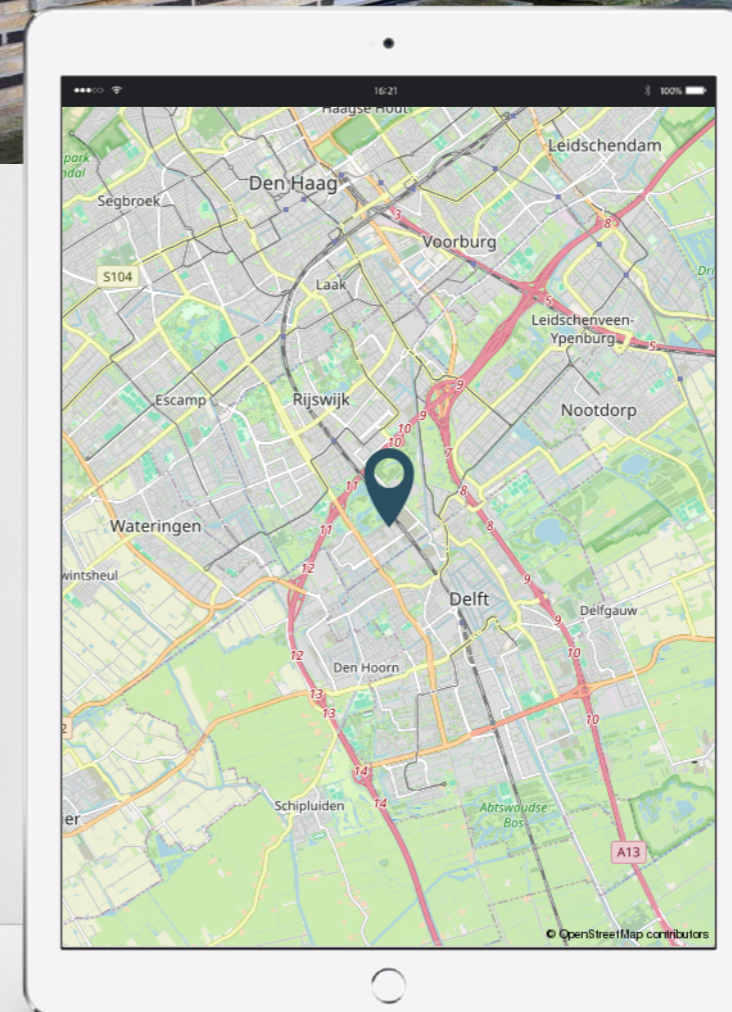 16:21
100%
Haagse Hout
Leidschendam
park
ndal
Den Haag
Segbroek
3
8
Voorburg
S104
Laak
5
Dri
Leidschenveen-
Ypenburg
5
9
Escamp
Rijswijk
9
Nootdorp
10
10
7
11
8
11
8
Wateringen
12
wintsheul
9
Delft
Delfgauw
9
12
10
Den Hoorn
13
13
10
2
14
14
Schipluiden
Abtswoudse
Bos
er
A13
© OpenStreetMap contributors